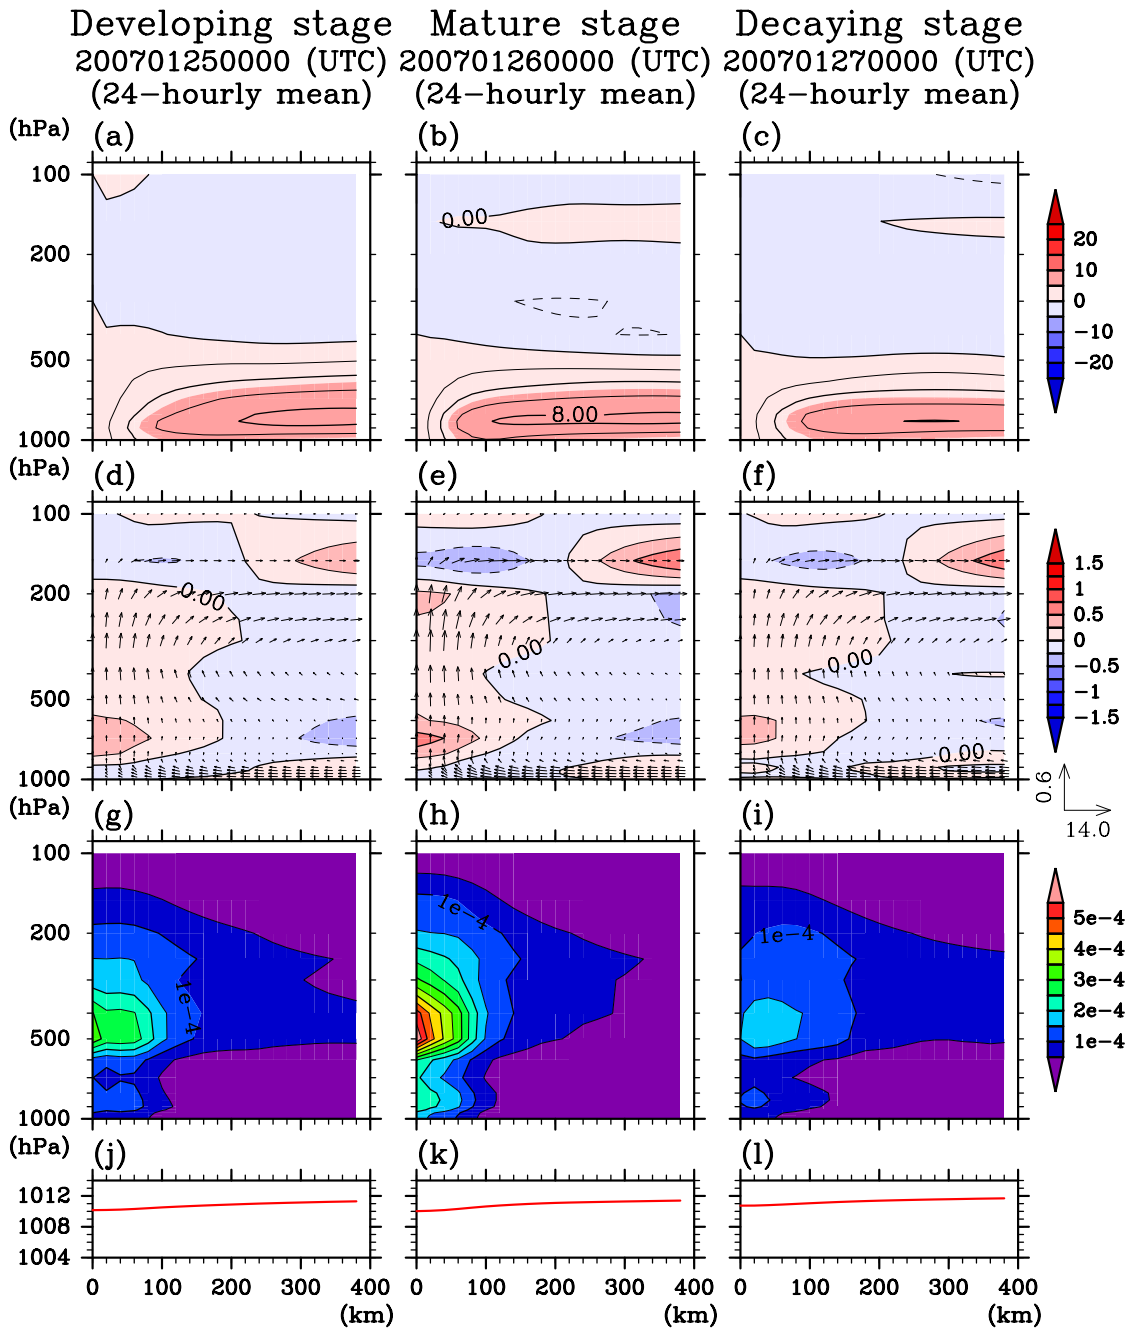 Developing stage Mature stage Decaying stage
200701250000 (UTC) 200701260000 (UTC) 200701270000 (UTC)
(24-hourly mean) (24-hourly mean) (24-hourly mean)
(hPa) (a) (b) (c)
100
200
500
1000
0.00
8.00
20
10
0
-10
-20
(hPa) (d) (e) (f)
100
200
500
1000
0.00
0.00
0.00
0.00
1.5
1
0.5
0
-0.5
-1
-1.5
0.6
14.0
(hPa) (g) (h) (i)
100
200
500
1000
1e-4
1e-4
1e-4
5e-4
4e-4
3e-4
2e-4
1e-4
(hPa) (j) (k) (l)
1012
1008
1004
0 100 200 300 400 0 100 200 300 400 0 100 200 300 400
(km) (km) (km)